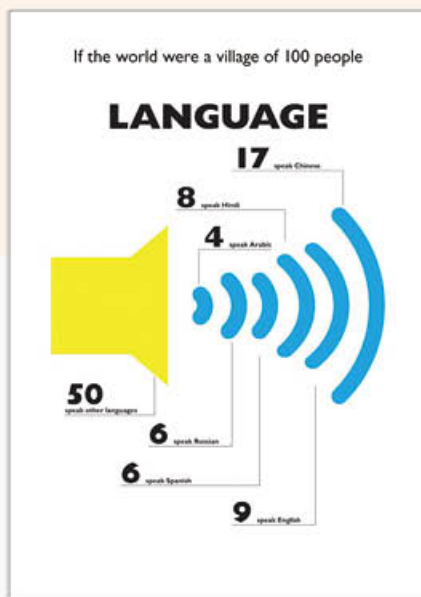 If the world were a village of 100 people
LANGUAGE
17 speak Chinese
8 speak Hindi
4 speak Arabic
50
speak other languages
6 speak Russian
6 speak Spanish
9 speak English